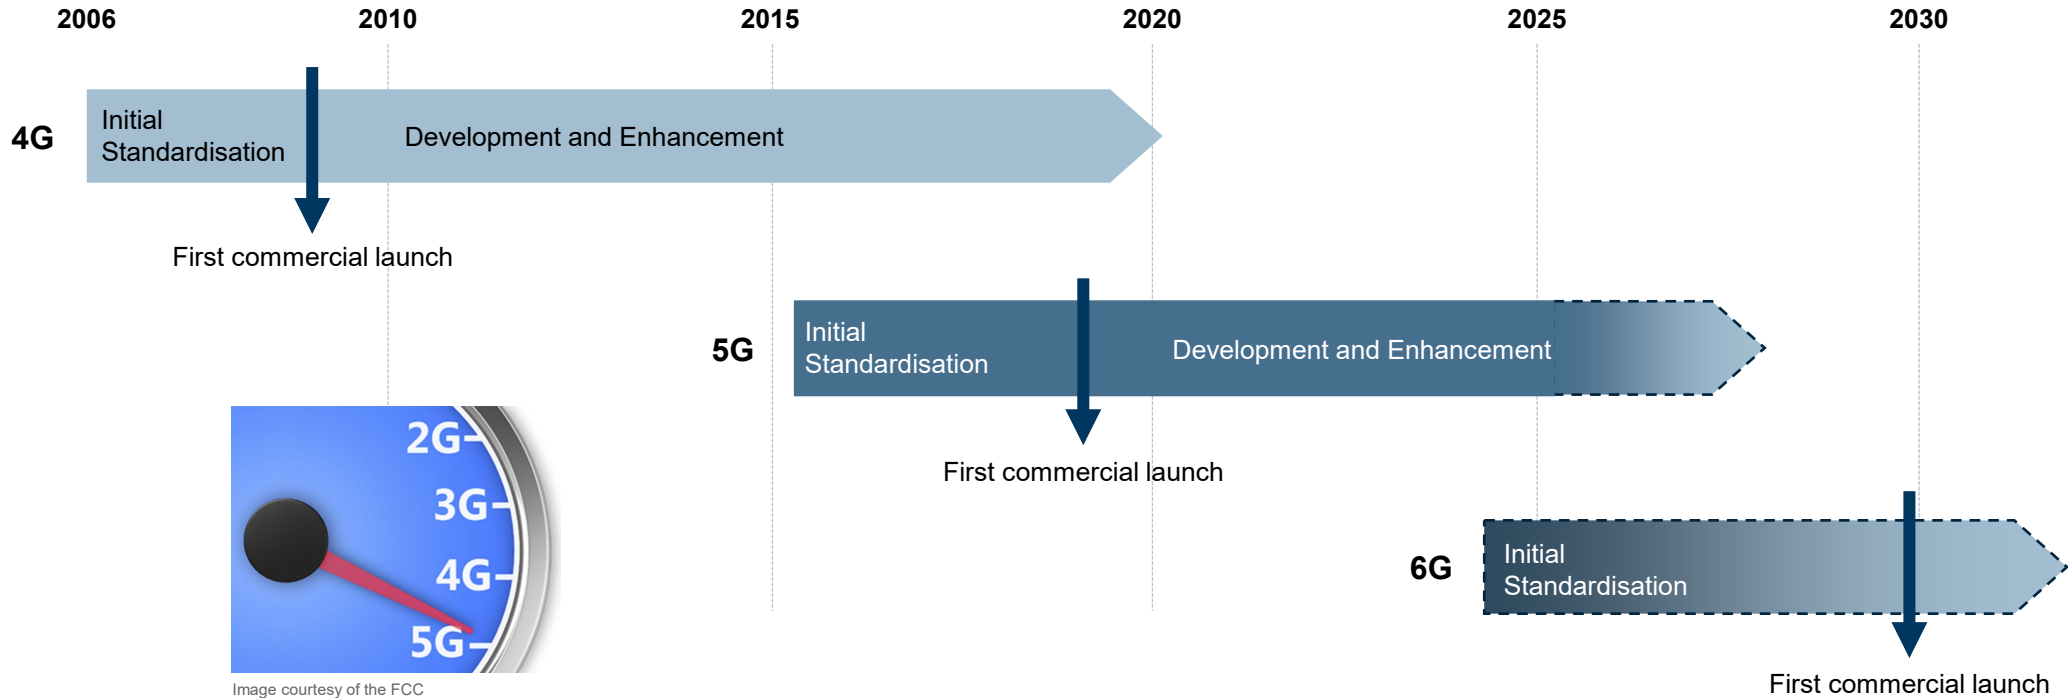 2006 2010 2015 2020 2025 2030
4G
Initial
Standardisation
Development and Enhancement
First commercial launch
5G
Initial
Standardisation
Development and Enhancement
First commercial launch
2G
3G
4G
5G
Image courtesy of the FCC
6G
Initial
Standardisation
First commercial launch